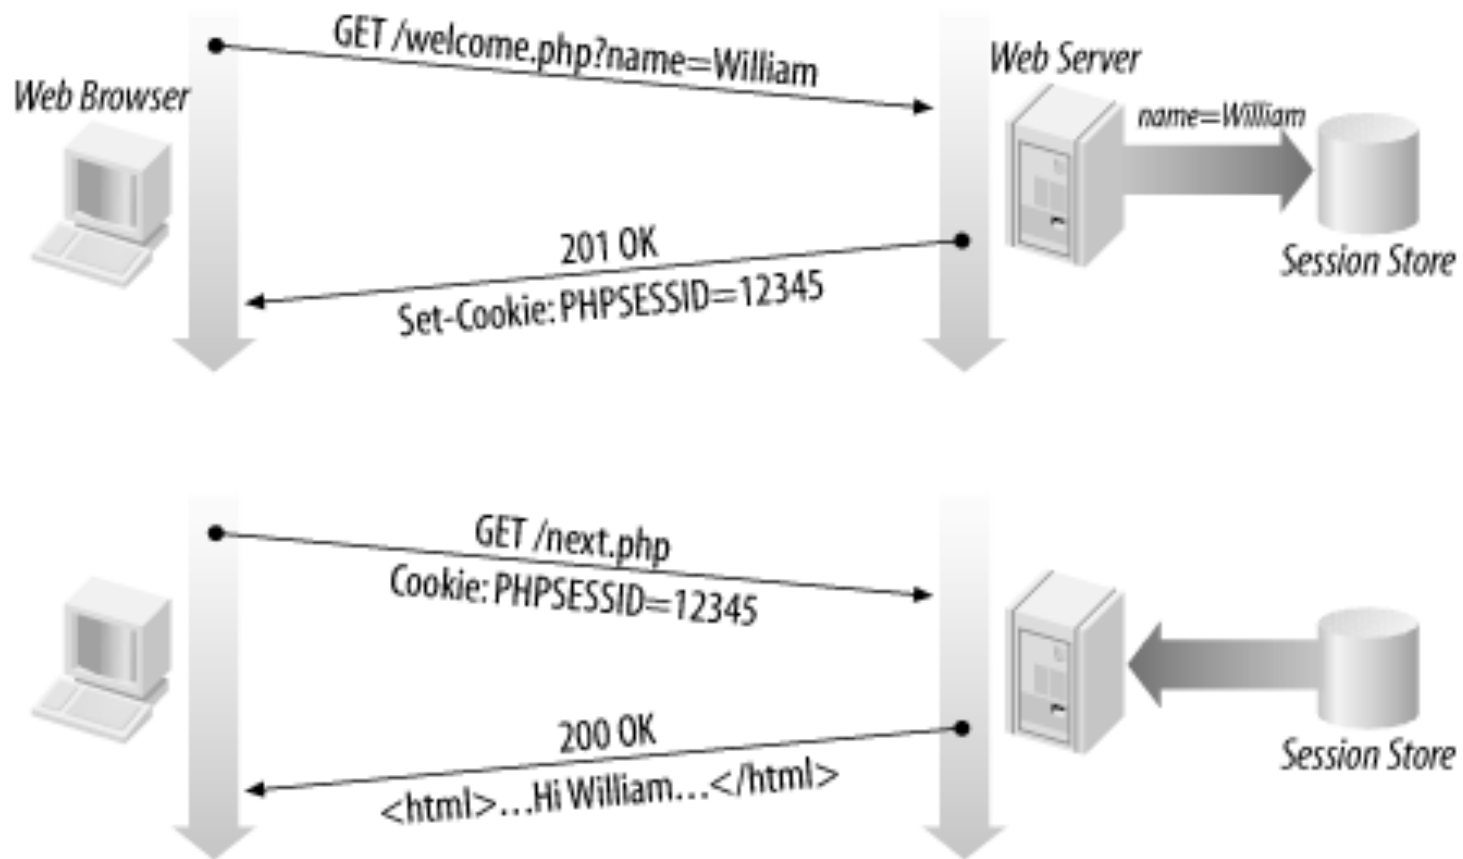 GET /welcome.php?name=William
Web Server
Web Browser
name=William
201 OK
Set-Cookie: PHPSESSID=12345
Session Store
GET /next.php
Cookie: PHPSESSID=12345
200 OK
<html>...Hi William...</html>
Session Store